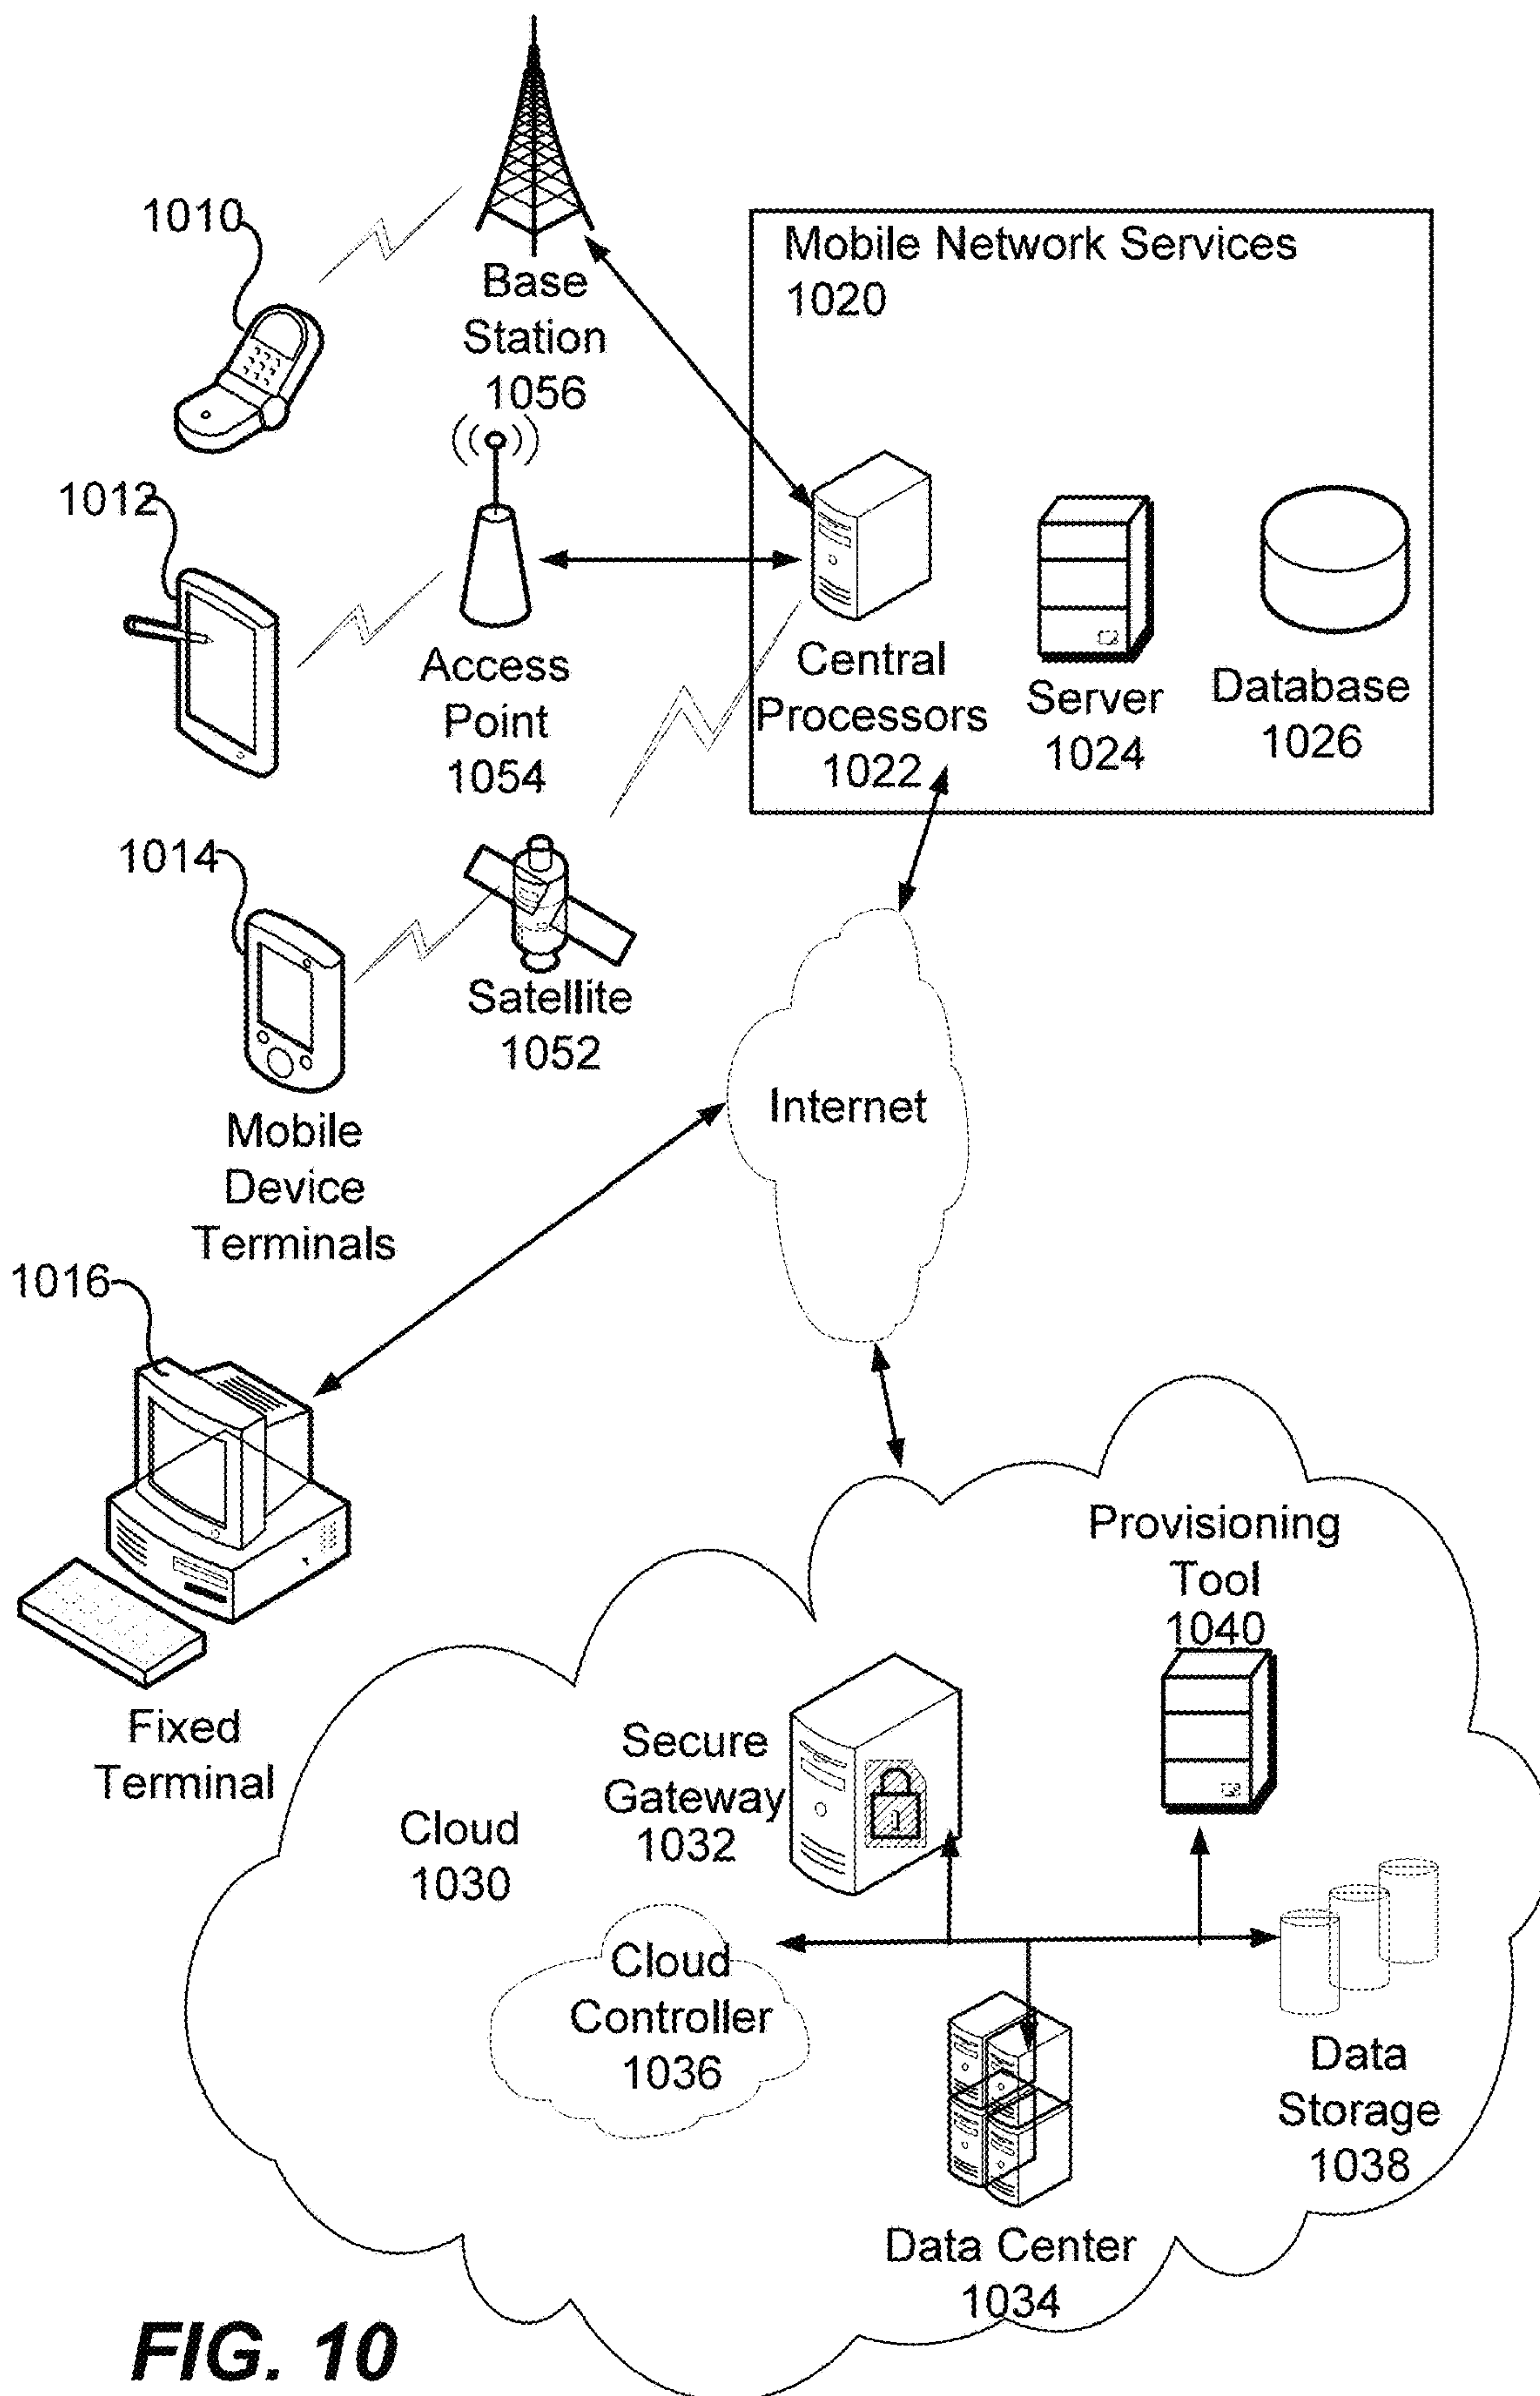 1010
Base
Station
1056
Mobile Network Services
1020
1012
Access
Point
1054
Central
Processors
1022
Server
1024
Database
1026
1014
Satellite
1052
Mobile
Device
Terminals
Internet
1016
Fixed
Terminal
Provisioning
Tool
1040
Secure
Gateway
1032
Cloud
1030
Cloud
Controller
1036
Data
Storage
1038
Data Center
1034
FIG. 10